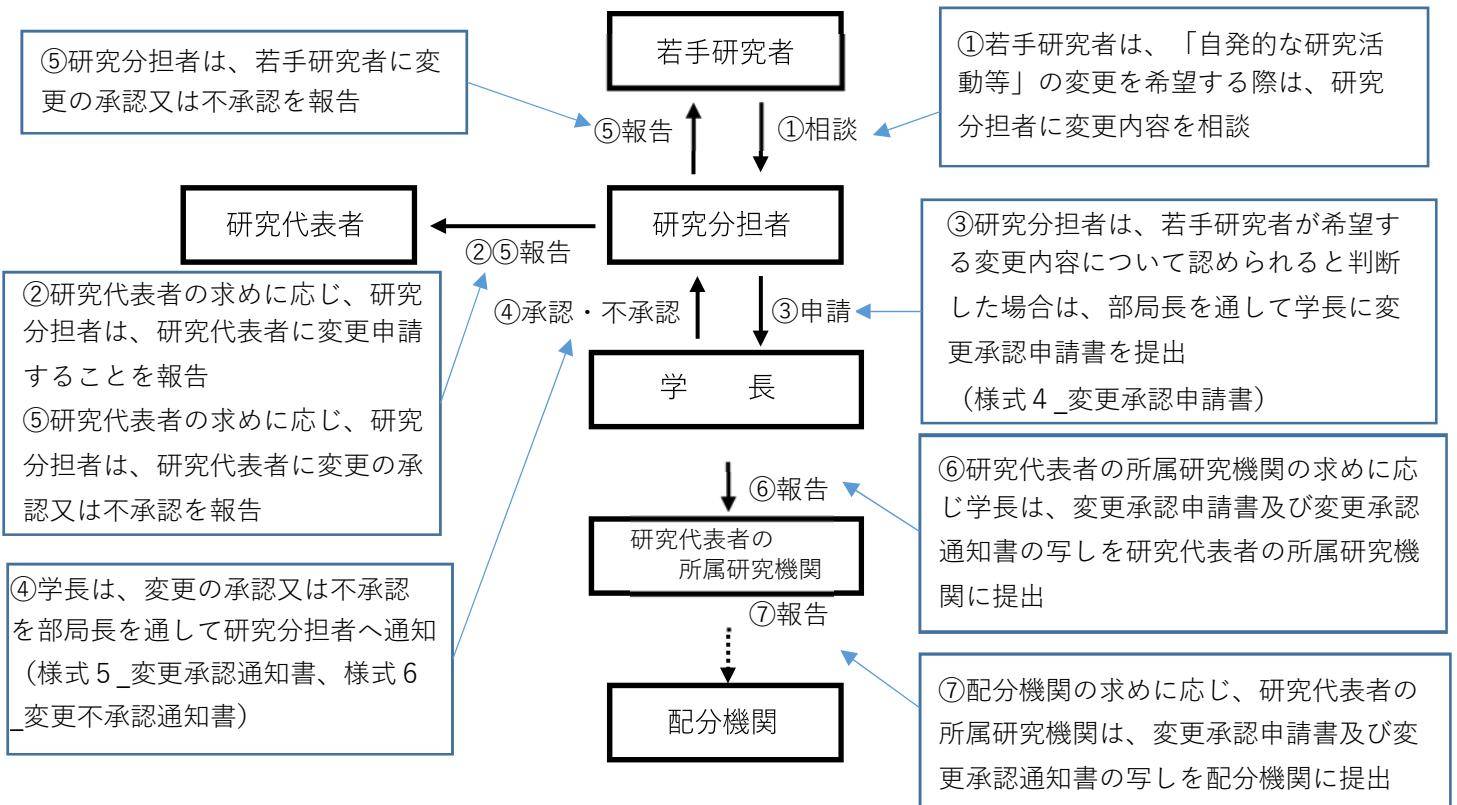 ⑤研究分担者は、若手研究者に変
更の承認又は不承認を報告
若手研究者
①若手研究者は、「自発的な研究活
動等」の変更を希望する際は、研究
分担者に変更内容を相談
⑤報告
①相談
研究代表者
②⑤報告
研究分担者
③研究分担者は、若手研究者が希望す
る変更内容について認められると判断
した場合は、部局長を通して学長に変
更承認申請書を提出
（様式４_変更承認申請書）
②研究代表者の求めに応じ、研究
分担者は、研究代表者に変更申請
することを報告
⑤研究代表者の求めに応じ、研究
分担者は、研究代表者に変更の承
認又は不承認を報告
④承認・不承認
③申請
学　　長
⑥報告
⑥研究代表者の所属研究機関の求めに応
じ学長は、変更承認申請書及び変更承認
通知書の写しを研究代表者の所属研究機
関に提出
研究代表者の
所属研究機関
④学長は、変更の承認又は不承認
を部局長を通して研究分担者へ通知
（様式５_変更承認通知書、様式６
_変更不承認通知書）
⑦報告
配分機関
⑦配分機関の求めに応じ、研究代表者の
所属研究機関は、変更承認申請書及び変
更承認通知書の写しを配分機関に提出